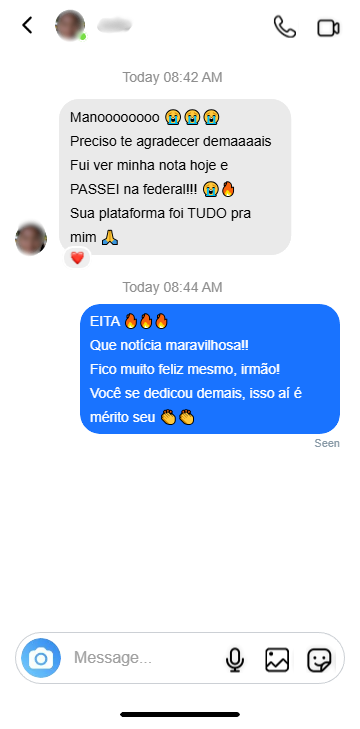 Today 08:42 AM
Manoooooooo 😭😭😭
Preciso te agradecer demaaaais
Fui ver minha nota hoje e
PASSEI na federal!!! 😭🔥
Sua plataforma foi TUDO pra
mim 🙏
❤️
Today 08:44 AM
EITA 🔥🔥🔥
Que notícia maravilhosa!!
Fico muito feliz mesmo, irmão!
Você se dedicou demais, isso aí é
mérito seu 👏👏
Seen
Message...